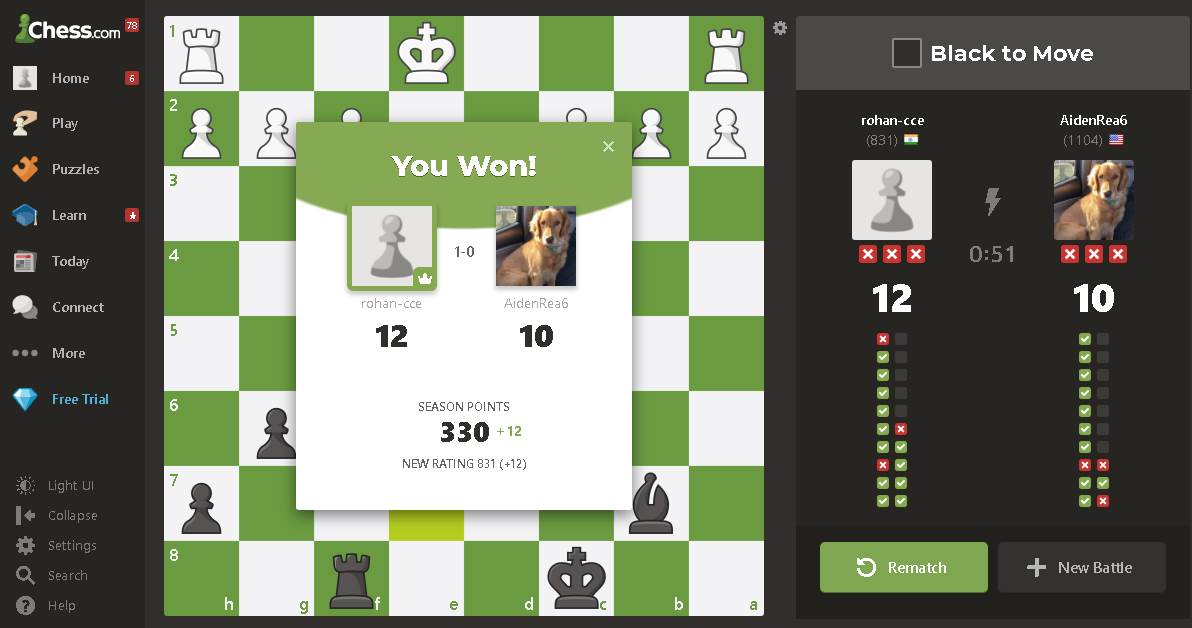 Chess.com 78
Home 6
Play
Puzzles
Learn
Today
Connect
More
Free Trial
Light UI
Collapse
Settings
Search
Help
1
2
3
4
5
6
7
8
h g f e d c b a
You Won!
1-0
rohan-cce AidenRea6
12 10
SEASON POINTS
330 +12
NEW RATING 831 (+12)
Black to Move
rohan-cce AidenRea6
(831) (1104)
0:51
12 10
Rematch New Battle